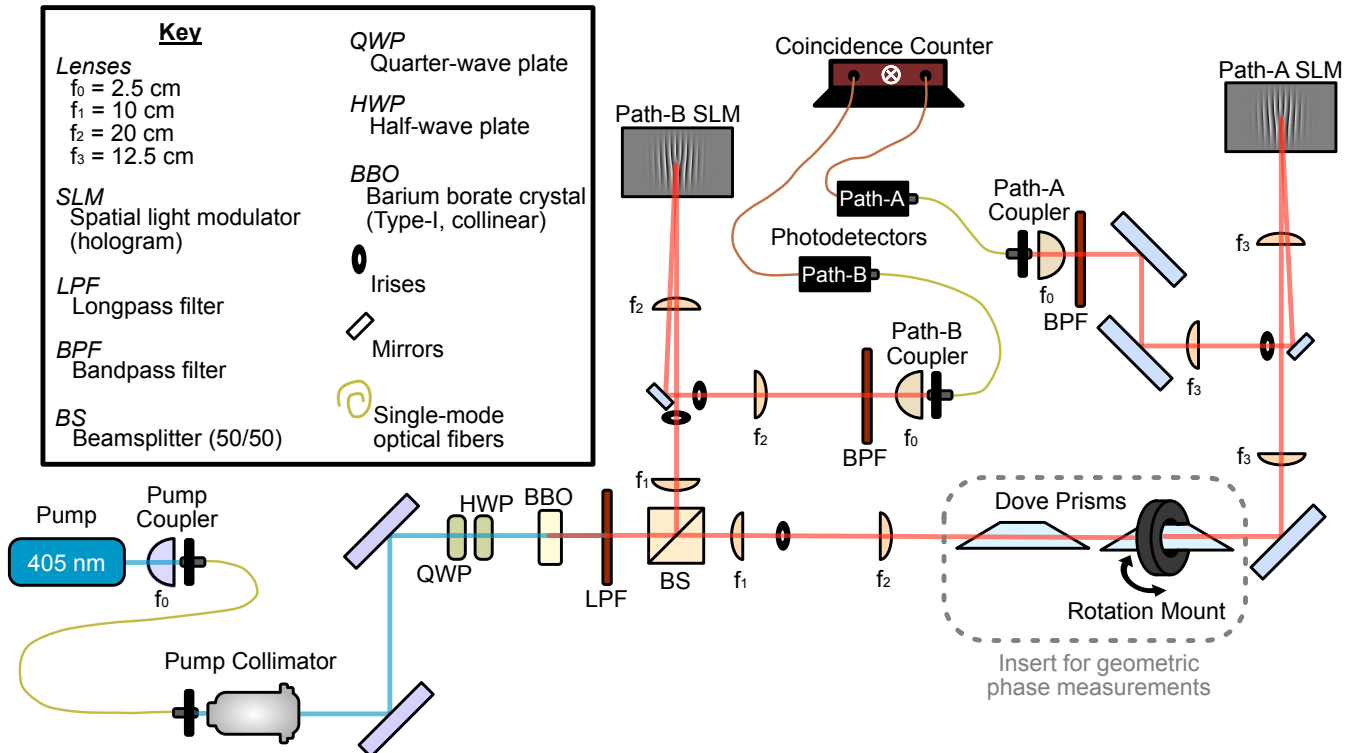 Key
Lenses
f₀ = 2.5 cm
f₁ = 10 cm
f₂ = 20 cm
f₃ = 12.5 cm
SLM
Spatial light modulator
(hologram)
LPF
Longpass filter
BPF
Bandpass filter
BS
Beamsplitter (50/50)
QWP
Quarter-wave plate
HWP
Half-wave plate
BBO
Barium borate crystal
(Type-I, collinear)
Irises
Mirrors
Single-mode
optical fibers
Coincidence Counter
Path-B SLM
Path-A SLM
Path-A
Photodetectors
Path-B
Path-A
Coupler
f₀
BPF
f₃
f₃
f₃
f₂
Path-B
Coupler
f₂
BPF
f₀
f₁
Pump
405 nm
Pump
Coupler
f₀
Pump Collimator
QWP
HWP
BBO
LPF
BS
f₁
f₂
Dove Prisms
Rotation Mount
Insert for geometric
phase measurements